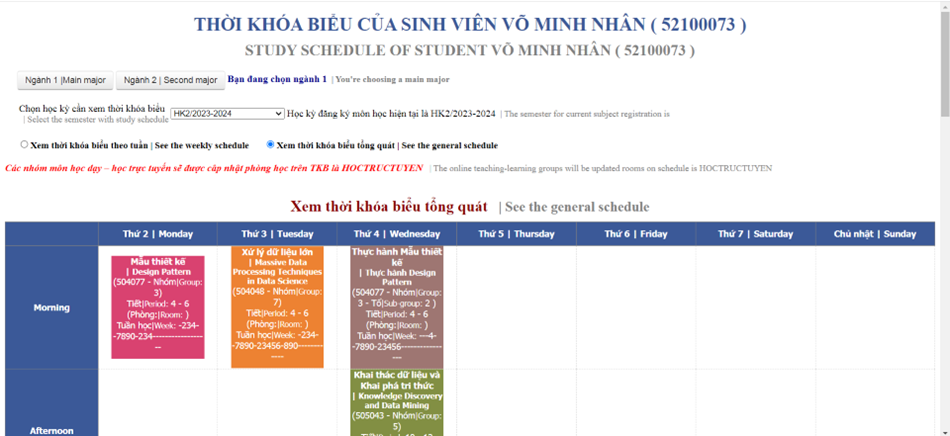 THỜI KHÓA BIỂU CỦA SINH VIÊN VÕ MINH NHÂN ( 52100073 )
STUDY SCHEDULE OF STUDENT VÕ MINH NHÂN ( 52100073 )
Ngành 1 |Main major
Ngành 2 | Second major
Bạn đang chọn ngành 1 | You're choosing a main major
Chọn học kỳ cần xem thời khóa biểu
| Select the semester with study schedule
HK2/2023-2024
Học kỳ đăng ký môn học hiện tại là HK2/2023-2024 | The semester for current subject registration is
Xem thời khóa biểu theo tuần | See the weekly schedule
Xem thời khóa biểu tổng quát | See the general schedule
Các nhóm môn học dạy – học trực tuyến sẽ được cập nhật phòng học trên TKB là HOCTRUCTUYEN | The online teaching-learning groups will be updated rooms on schedule is HOCTRUCTUYEN
Xem thời khóa biểu tổng quát | See the general schedule
Thứ 2 | Monday
Thứ 3 | Tuesday
Thứ 4 | Wednesday
Thứ 5 | Thursday
Thứ 6 | Friday
Thứ 7 | Saturday
Chủ nhật | Sunday
Morning
Mẫu thiết kế
| Design Pattern
(504077 - Nhóm|Group:
3)
Tiết|Period: 4 - 6
(Phòng:|Room: )
Tuần học|Week: -234-
-7890-234-----------------
--
Xử lý dữ liệu lớn
| Massive Data
Processing Techniques
in Data Science
(504048 - Nhóm|Group:
7)
Tiết|Period: 4 - 6
(Phòng:|Room: )
Tuần học|Week: -234-
-7890-23456-890---------
----
Thực hành Mẫu thiết
kế
| Thực hành Design
Pattern
(504077 - Nhóm|Group:
3 - Tổ|Sub-group: 2 )
Tiết|Period: 4 - 6
(Phòng:|Room: )
Tuần học|Week: ---4-
-7890-23456---------------
---
Afternoon
Khai thác dữ liệu và
Khai phá tri thức
| Knowledge Discovery
and Data Mining
(505043 - Nhóm|Group:
5)